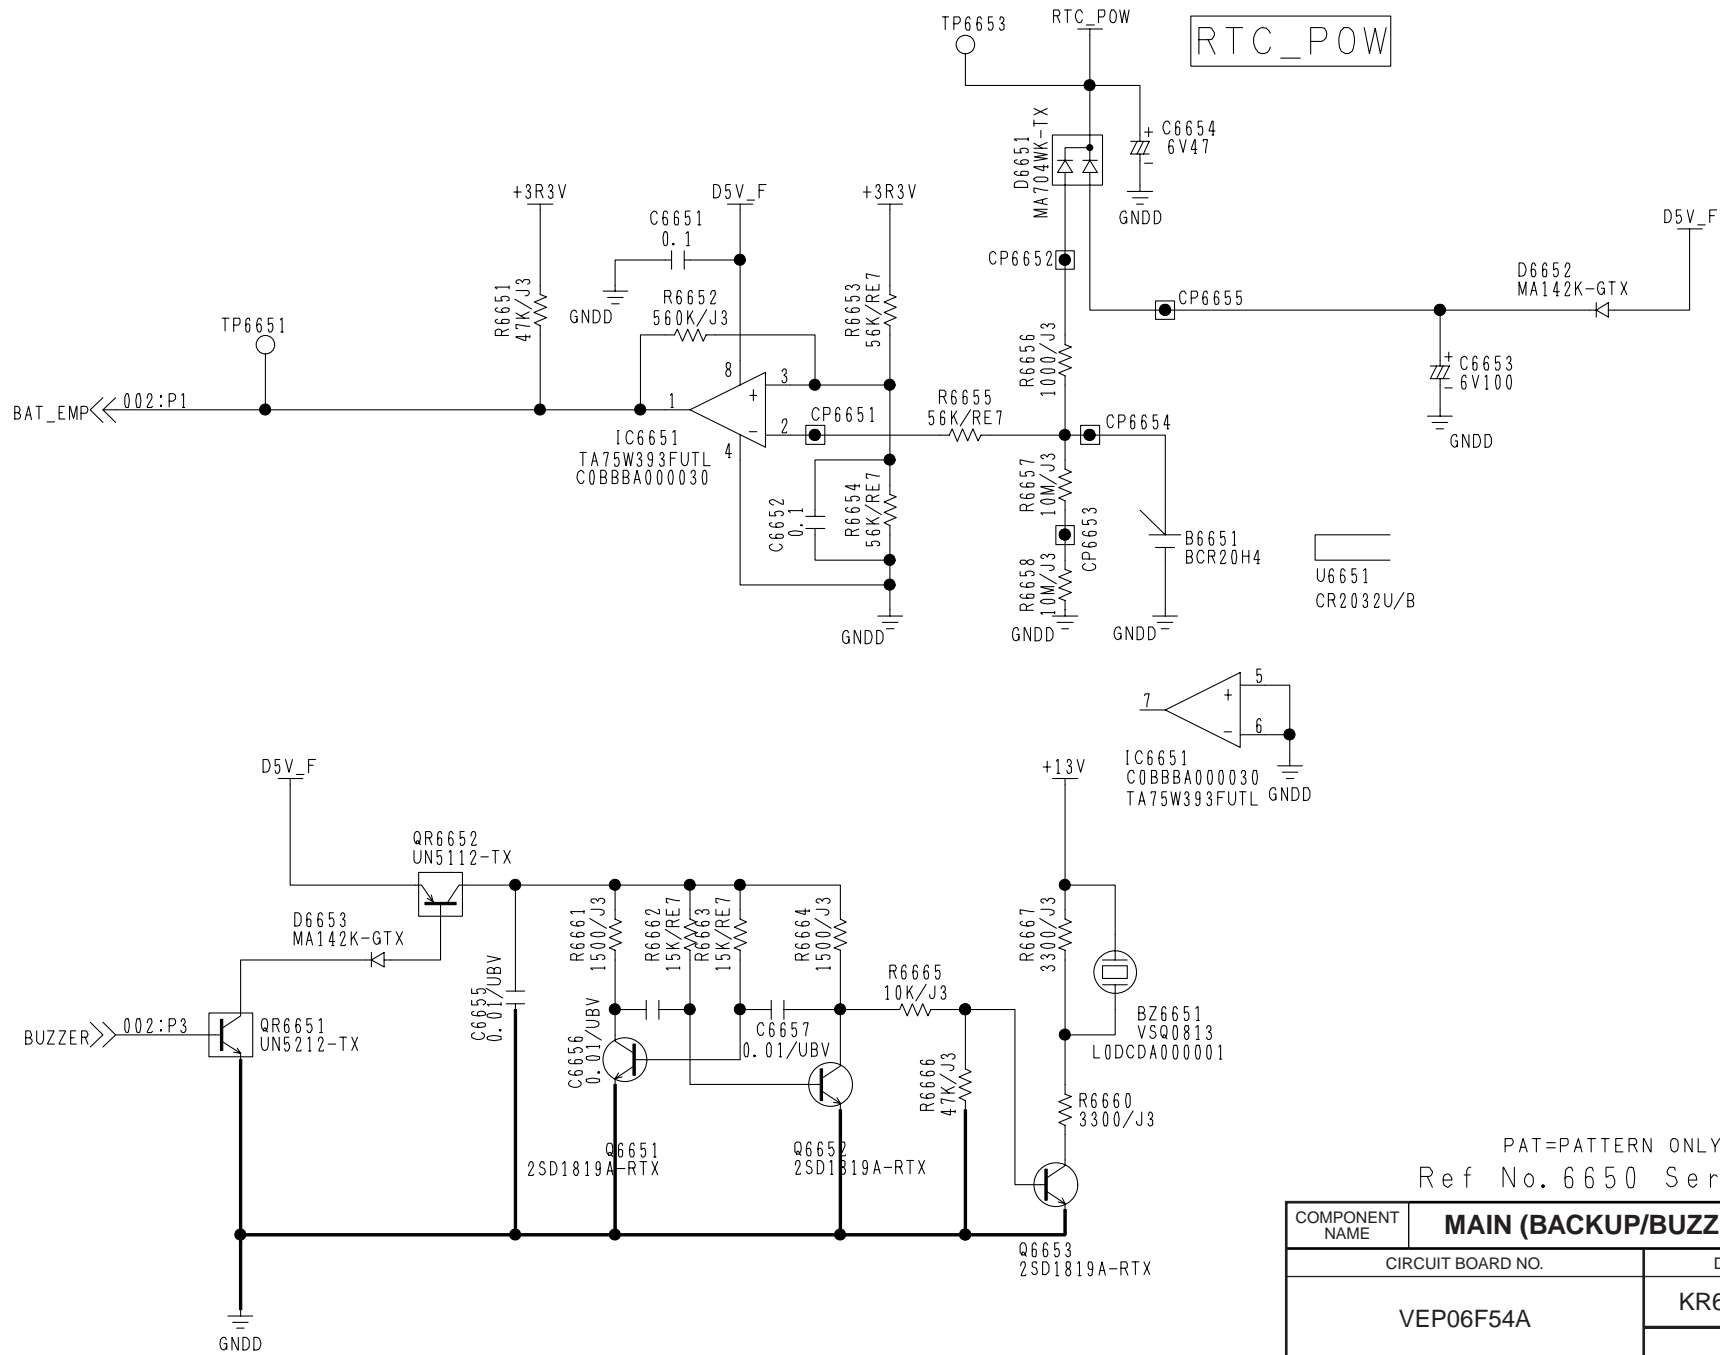 TP6653
RTC_POW
RTC_POW
D6651
MA704WK-TX
+
C6654
6V47
-
GNDD
+3R3V
D5V_F
+3R3V
D5V_F
C6651
0.1
GNDD
R6651
47K/J3
R6652
560K/J3
R6653
56K/RE7
CP6652
CP6655
D6652
MA142K-GTX
TP6651
R6656
1000/J3
+
C6653
6V100
-
GNDD
BAT_EMP
002:P1
8
3
+
1
-
2
4
CP6651
R6655
56K/RE7
CP6654
IC6651
TA75W393FUTL
C0BBBA000030
C6652
0.1
R6654
56K/RE7
R6657
10M/J3
CP6653
R6658
10M/J3
B6651
BCR20H4
U6651
CR2032U/B
GNDD
GNDD
GNDD
7
5
+
-
6
IC6651
C0BBBA000030
TA75W393FUTL
GNDD
D5V_F
+13V
QR6652
UN5112-TX
D6653
MA142K-GTX
R6661
1500/J3
R6662
15K/RE7
R6663
15K/RE7
R6664
1500/J3
R6667
3300/J3
C6655
0.01/UBV
R6665
10K/J3
BUZZER
002:P3
QR6651
UN5212-TX
C6656
0.01/UBV
C6657
0.01/UBV
BZ6651
VSQ0813
L0DCDA000001
R6666
47K/J3
R6660
3300/J3
Q6651
2SD1819A-RTX
Q6652
2SD1819A-RTX
Q6653
2SD1819A-RTX
GNDD
PAT=PATTERN ONLY
Ref No.6650 Ser
COMPONENT
NAME
MAIN (BACKUP/BUZZ
CIRCUIT BOARD NO.
D
VEP06F54A
KR6